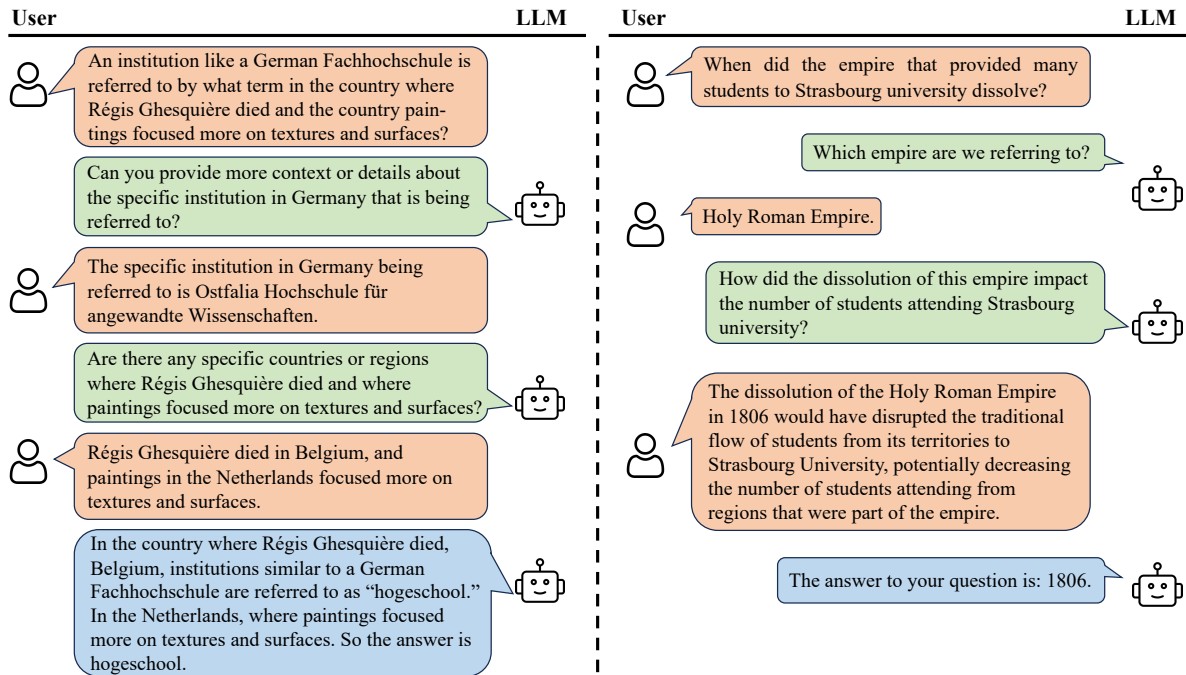 User
LLM
An institution like a German Fachhochschule is
referred to by what term in the country where
Régis Ghesquière died and the country pain-
tings focused more on textures and surfaces?
Can you provide more context or details about
the specific institution in Germany that is being
referred to?
The specific institution in Germany being
referred to is Ostfalia Hochschule für
angewandte Wissenschaften.
Are there any specific countries or regions
where Régis Ghesquière died and where
paintings focused more on textures and surfaces?
Régis Ghesquière died in Belgium, and
paintings in the Netherlands focused more on
textures and surfaces.
In the country where Régis Ghesquière died,
Belgium, institutions similar to a German
Fachhochschule are referred to as “hogeschool.”
In the Netherlands, where paintings focused
more on textures and surfaces. So the answer is
hogeschool.
User
LLM
When did the empire that provided many
students to Strasbourg university dissolve?
Which empire are we referring to?
Holy Roman Empire.
How did the dissolution of this empire impact
the number of students attending Strasbourg
university?
The dissolution of the Holy Roman Empire
in 1806 would have disrupted the traditional
flow of students from its territories to
Strasbourg University, potentially decreasing
the number of students attending from
regions that were part of the empire.
The answer to your question is: 1806.